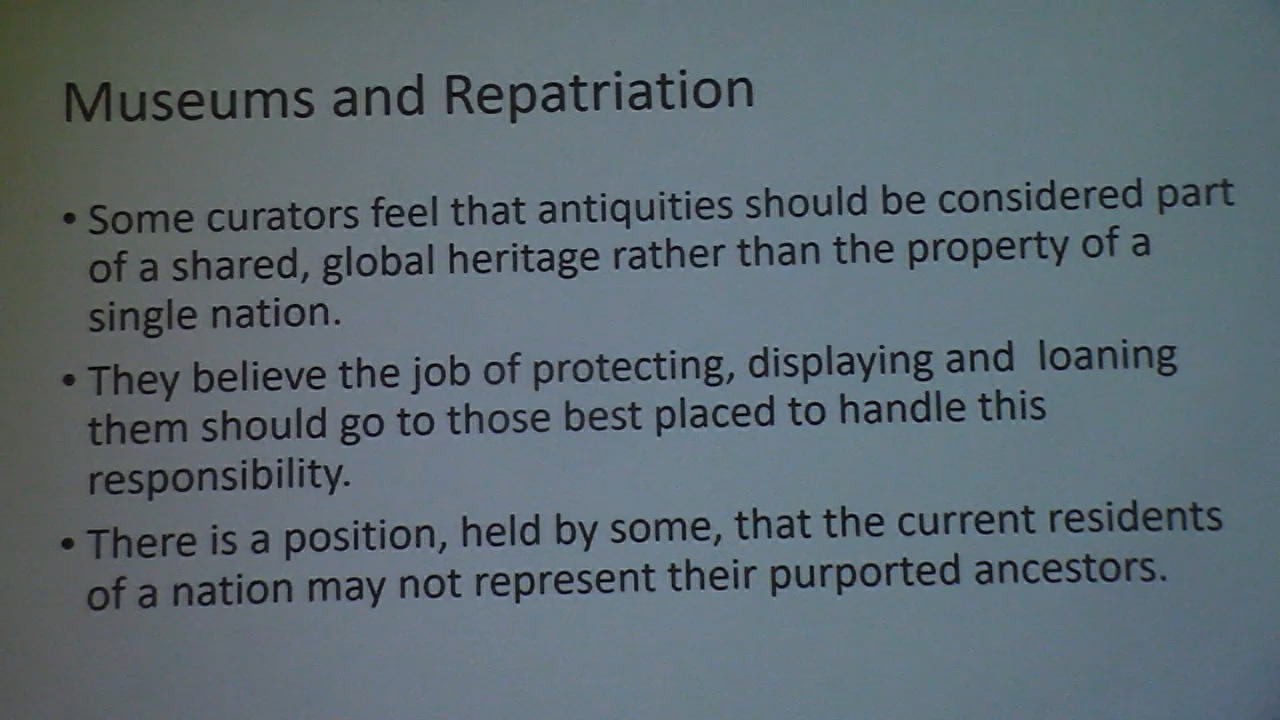 Museums and Repatriation
• Some curators feel that antiquities should be considered part
of a shared, global heritage rather than the property of a
single nation.
• They believe the job of protecting, displaying and  loaning
them should go to those best placed to handle this
responsibility.
• There is a position, held by some, that the current residents
of a nation may not represent their purported ancestors.